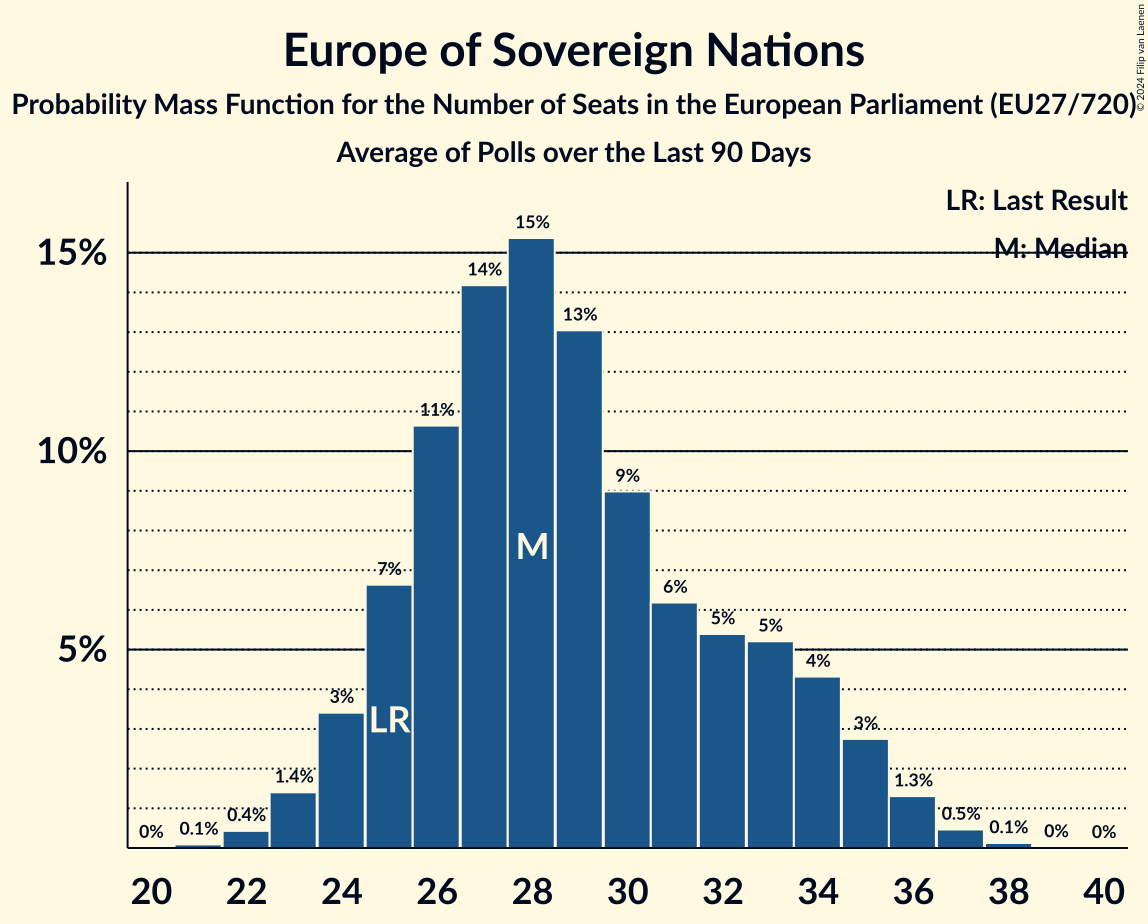 Europe of Sovereign Nations
Probability Mass Function for the Number of Seats in the European Parliament (EU27/720)
Average of Polls over the Last 90 Days
© 2024 Filip van Laenen
LR: Last Result
M: Median
15%
10%
5%
0%
0.1%
0.4%
1.4%
3%
7%
11%
14%
15%
13%
9%
6%
5%
5%
4%
3%
1.3%
0.5%
0.1%
0%
0%
LR
M
20 22 24 26 28 30 32 34 36 38 40